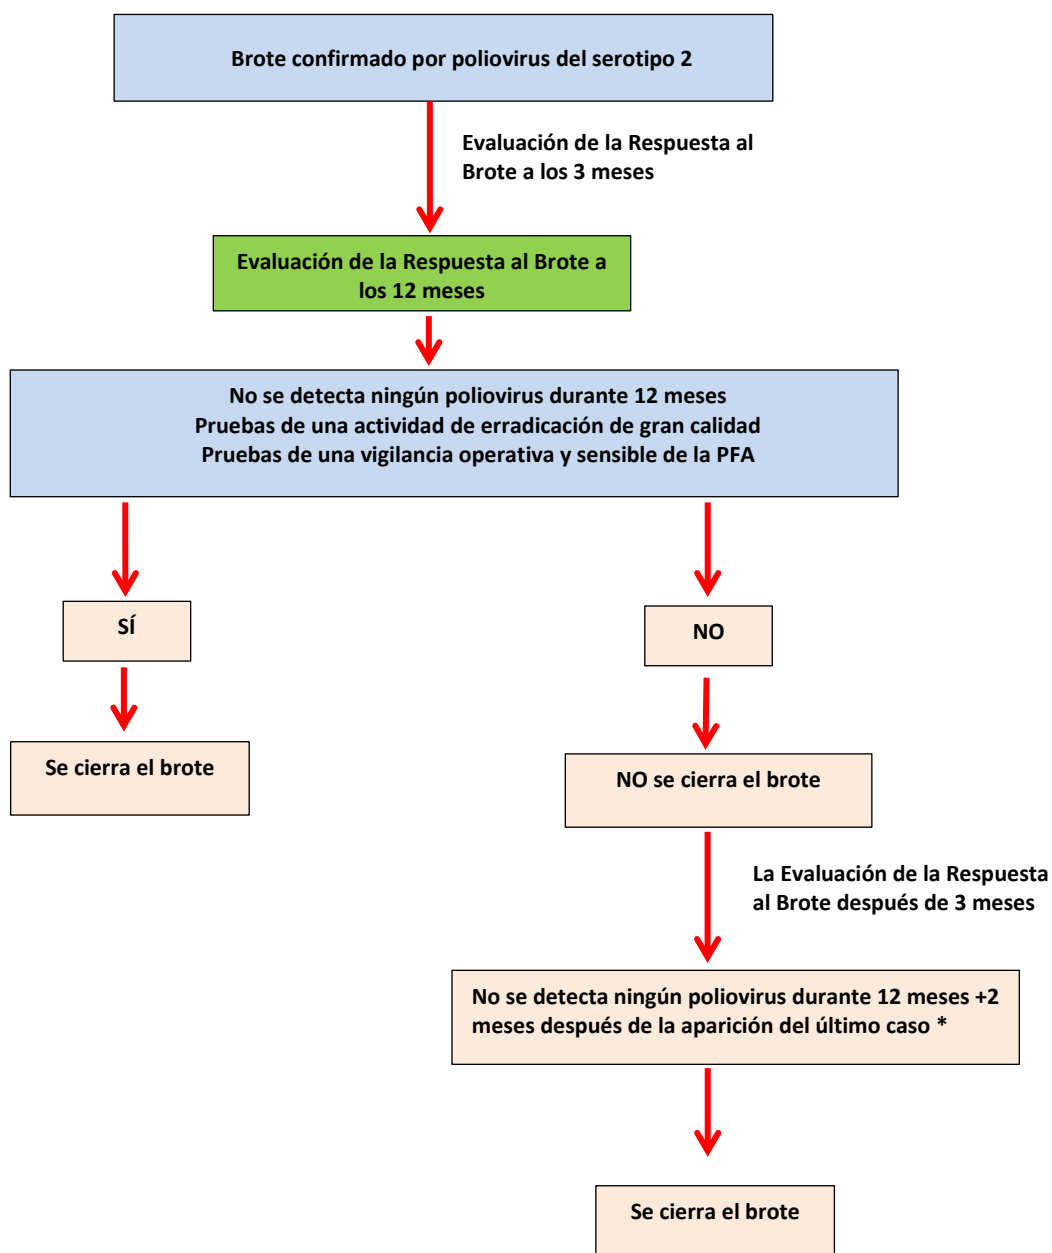 Brote confirmado por poliovirus del serotipo 2
Evaluación de la Respuesta al
Brote a los 3 meses
Evaluación de la Respuesta al Brote a
los 12 meses
No se detecta ningún poliovirus durante 12 meses
Pruebas de una actividad de erradicación de gran calidad
Pruebas de una vigilancia operativa y sensible de la PFA
SÍ
NO
Se cierra el brote
NO se cierra el brote
La Evaluación de la Respuesta
al Brote después de 3 meses
No se detecta ningún poliovirus durante 12 meses +2
meses después de la aparición del último caso *
Se cierra el brote